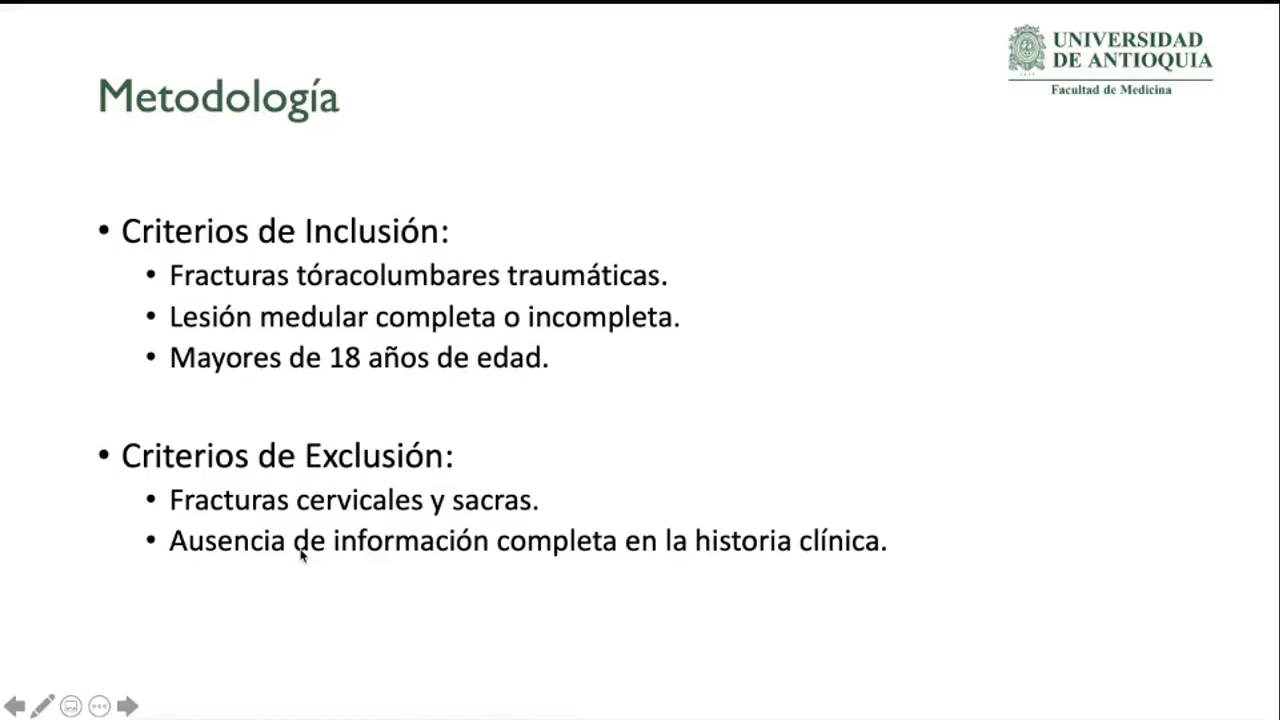 UNIVERSIDAD
DE ANTIOQUIA
Facultad de Medicina
Metodología
• Criterios de Inclusión:
• Fracturas tóracolumbares traumáticas.
• Lesión medular completa o incompleta.
• Mayores de 18 años de edad.
• Criterios de Exclusión:
• Fracturas cervicales y sacras.
• Ausencia de información completa en la historia clínica.